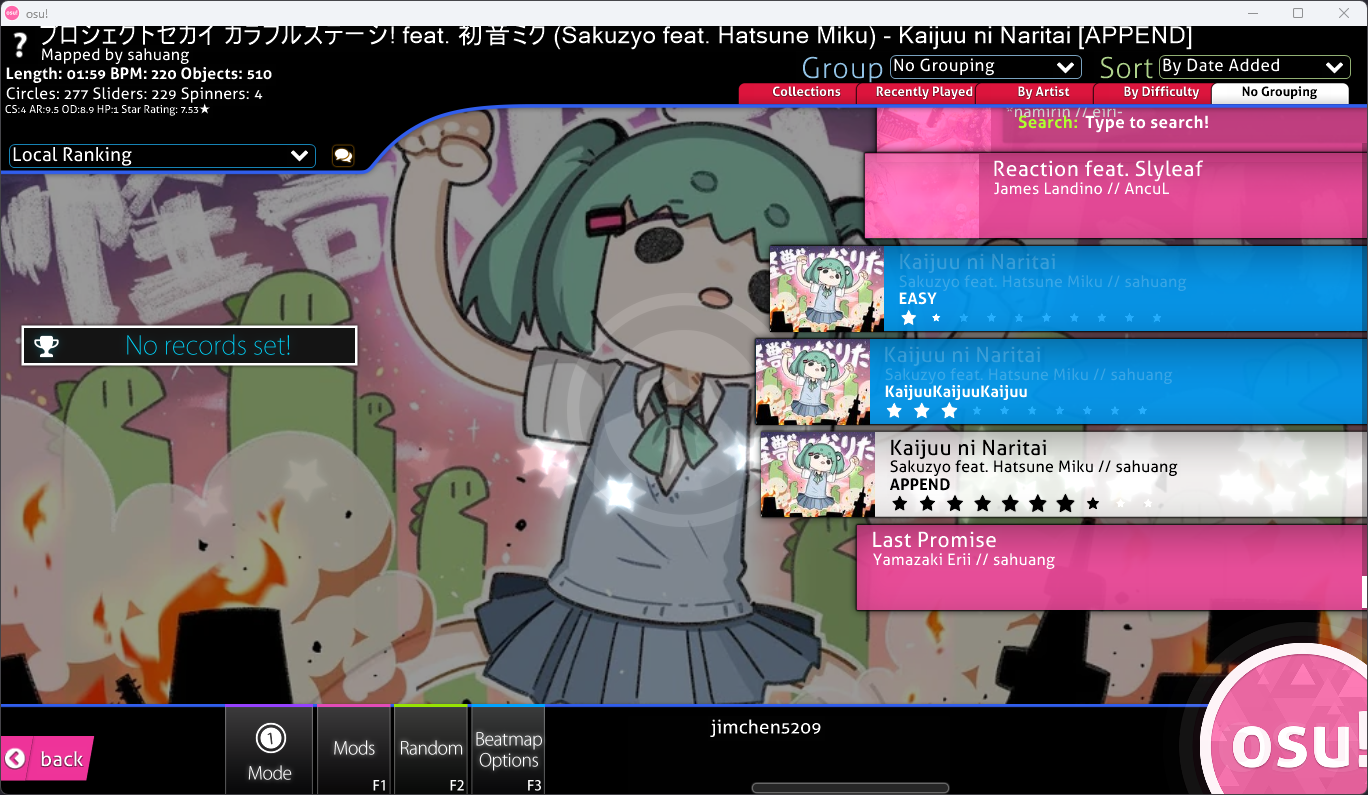 osu!
プロジェクトセカイ カラフルステージ! feat. 初音ミク (Sakuzyo feat. Hatsune Miku) - Kaijuu ni Naritai [APPEND]
Mapped by sahuang
Length: 01:59 BPM: 220 Objects: 510
Circles: 277 Sliders: 229 Spinners: 4
CS:4 AR:9.5 OD:8.9 HP:1 Star Rating: 7.53★
Group No Grouping Sort By Date Added
Collections Recently Played By Artist By Difficulty No Grouping
*namirin // eiri-
Search: Type to search!
Local Ranking
Reaction feat. Slyleaf
James Landino // AncuL
Kaijuu ni Naritai
Sakuzyo feat. Hatsune Miku // sahuang
EASY
No records set!
Kaijuu ni Naritai
Sakuzyo feat. Hatsune Miku // sahuang
KaijuuKaijuuKaijuu
Kaijuu ni Naritai
Sakuzyo feat. Hatsune Miku // sahuang
APPEND
Last Promise
Yamazaki Erii // sahuang
back
1
Mode
Mods
F1
Random
F2
Beatmap
Options
F3
jimchen5209
osu!